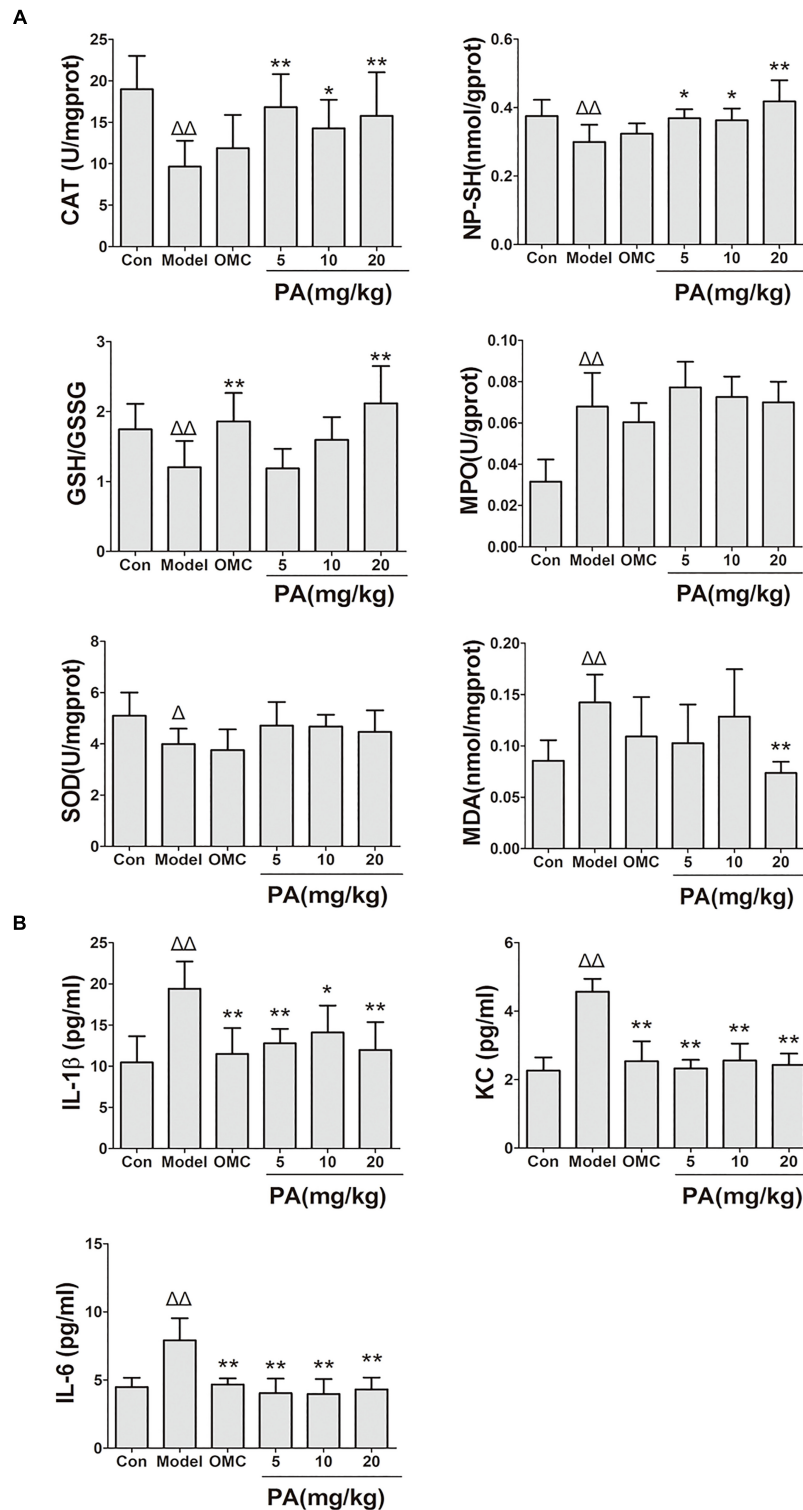 A
CAT (U/mgprot)
25
20
15
10
5
0
ΔΔ
**
*
**
Con Model OMC 5 10 20
PA(mg/kg)
NP-SH(nmol/gprot)
0.6
0.4
0.2
0.0
ΔΔ
*
*
**
Con Model OMC 5 10 20
PA(mg/kg)
GSH/GSSG
3
2
1
0
ΔΔ
**
**
Con Model OMC 5 10 20
PA(mg/kg)
MPO(U/gprot)
0.10
0.08
0.06
0.04
0.02
0.00
ΔΔ
Con Model OMC 5 10 20
PA(mg/kg)
SOD(U/mgprot)
8
6
4
2
0
Δ
Con Model OMC 5 10 20
PA(mg/kg)
MDA(nmol/mgprot)
0.20
0.15
0.10
0.05
0.00
ΔΔ
**
Con Model OMC 5 10 20
PA(mg/kg)
B
IL-1β (pg/ml)
25
20
15
10
5
0
ΔΔ
**
**
*
**
Con Model OMC 5 10 20
PA(mg/kg)
KC (pg/ml)
6
4
2
0
ΔΔ
**
**
**
**
Con Model OMC 5 10 20
PA(mg/kg)
IL-6 (pg/ml)
15
10
5
0
ΔΔ
**
**
**
**
Con Model OMC 5 10 20
PA(mg/kg)